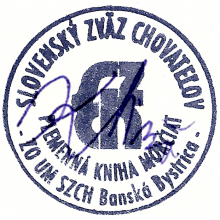 SLOVENSKÝ ZVÄZ CHOVATEĽOV
PLEMENNÁ KNIHA MORČIAT
- ZO UM SZCH Banská Bystrica -